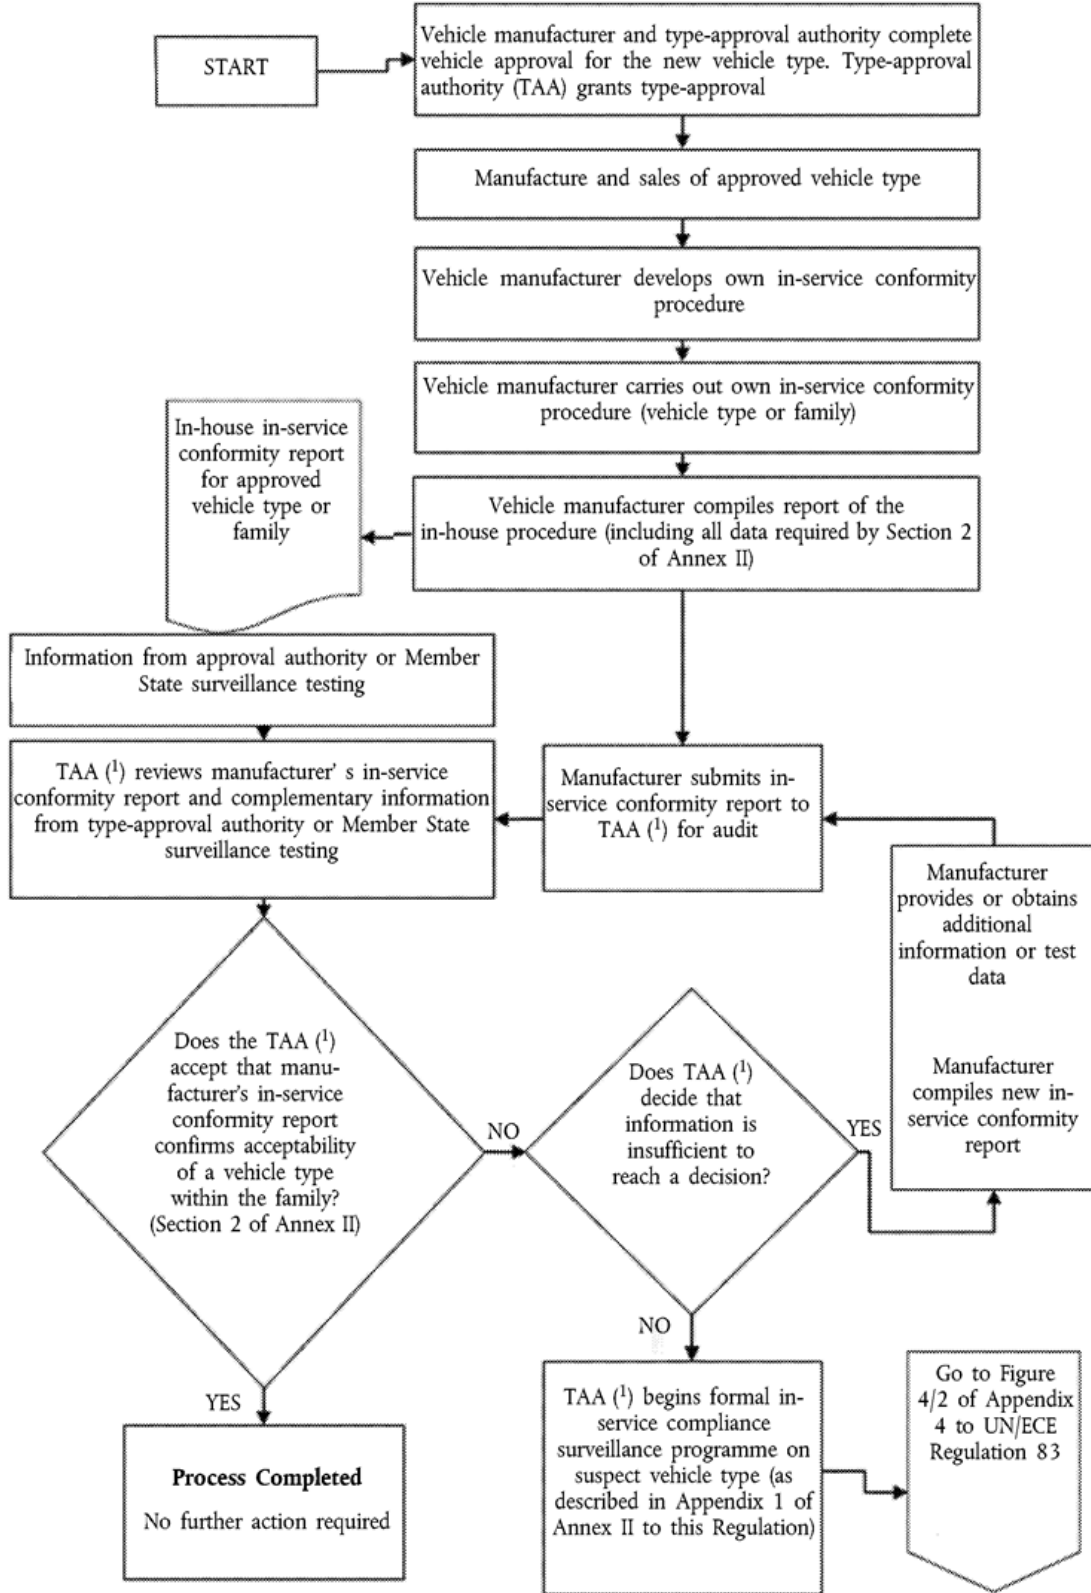 START
Vehicle manufacturer and type-approval authority complete
vehicle approval for the new vehicle type. Type-approval
authority (TAA) grants type-approval
Manufacture and sales of approved vehicle type
Vehicle manufacturer develops own in-service conformity
procedure
Vehicle manufacturer carries out own in-service conformity
procedure (vehicle type or family)
In-house in-service
conformity report
for approved
vehicle type or
family
Vehicle manufacturer compiles report of the
in-house procedure (including all data required by Section 2
of Annex II)
Information from approval authority or Member
State surveillance testing
TAA (¹) reviews manufacturer' s in-service
conformity report and complementary information
from type-approval authority or Member State
surveillance testing
Manufacturer submits in-
service conformity report to
TAA (¹) for audit
Manufacturer
provides or obtains
additional
information or test
data
Manufacturer
compiles new in-
service conformity
report
Does the TAA (¹)
accept that manu-
facturer's in-service
conformity report
confirms acceptability
of a vehicle type
within the family?
(Section 2 of Annex II)
NO
Does TAA (¹)
decide that
information is
insufficient to
reach a decision?
YES
NO
YES
Process Completed
No further action required
TAA (¹) begins formal in-
service compliance
surveillance programme on
suspect vehicle type (as
described in Appendix 1 of
Annex II to this Regulation)
Go to Figure
4/2 of Appendix
4 to UN/ECE
Regulation 83